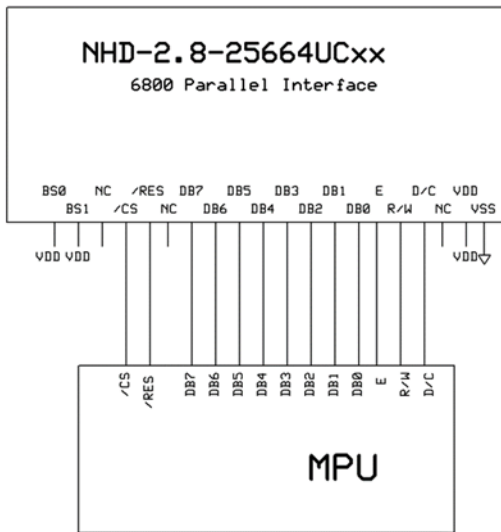 NHD-2.8-25664UCxx
6800 Parallel Interface
BS0 NC /RES DB7 DB5 DB3 DB1 E D/C VDD
BS1 /CS NC DB6 DB4 DB2 DB0 R/W NC VSS
VDD VDD VDD
/CS /RES DB7 DB6 DB5 DB4 DB3 DB2 DB1 DB0 E R/W D/C
MPU